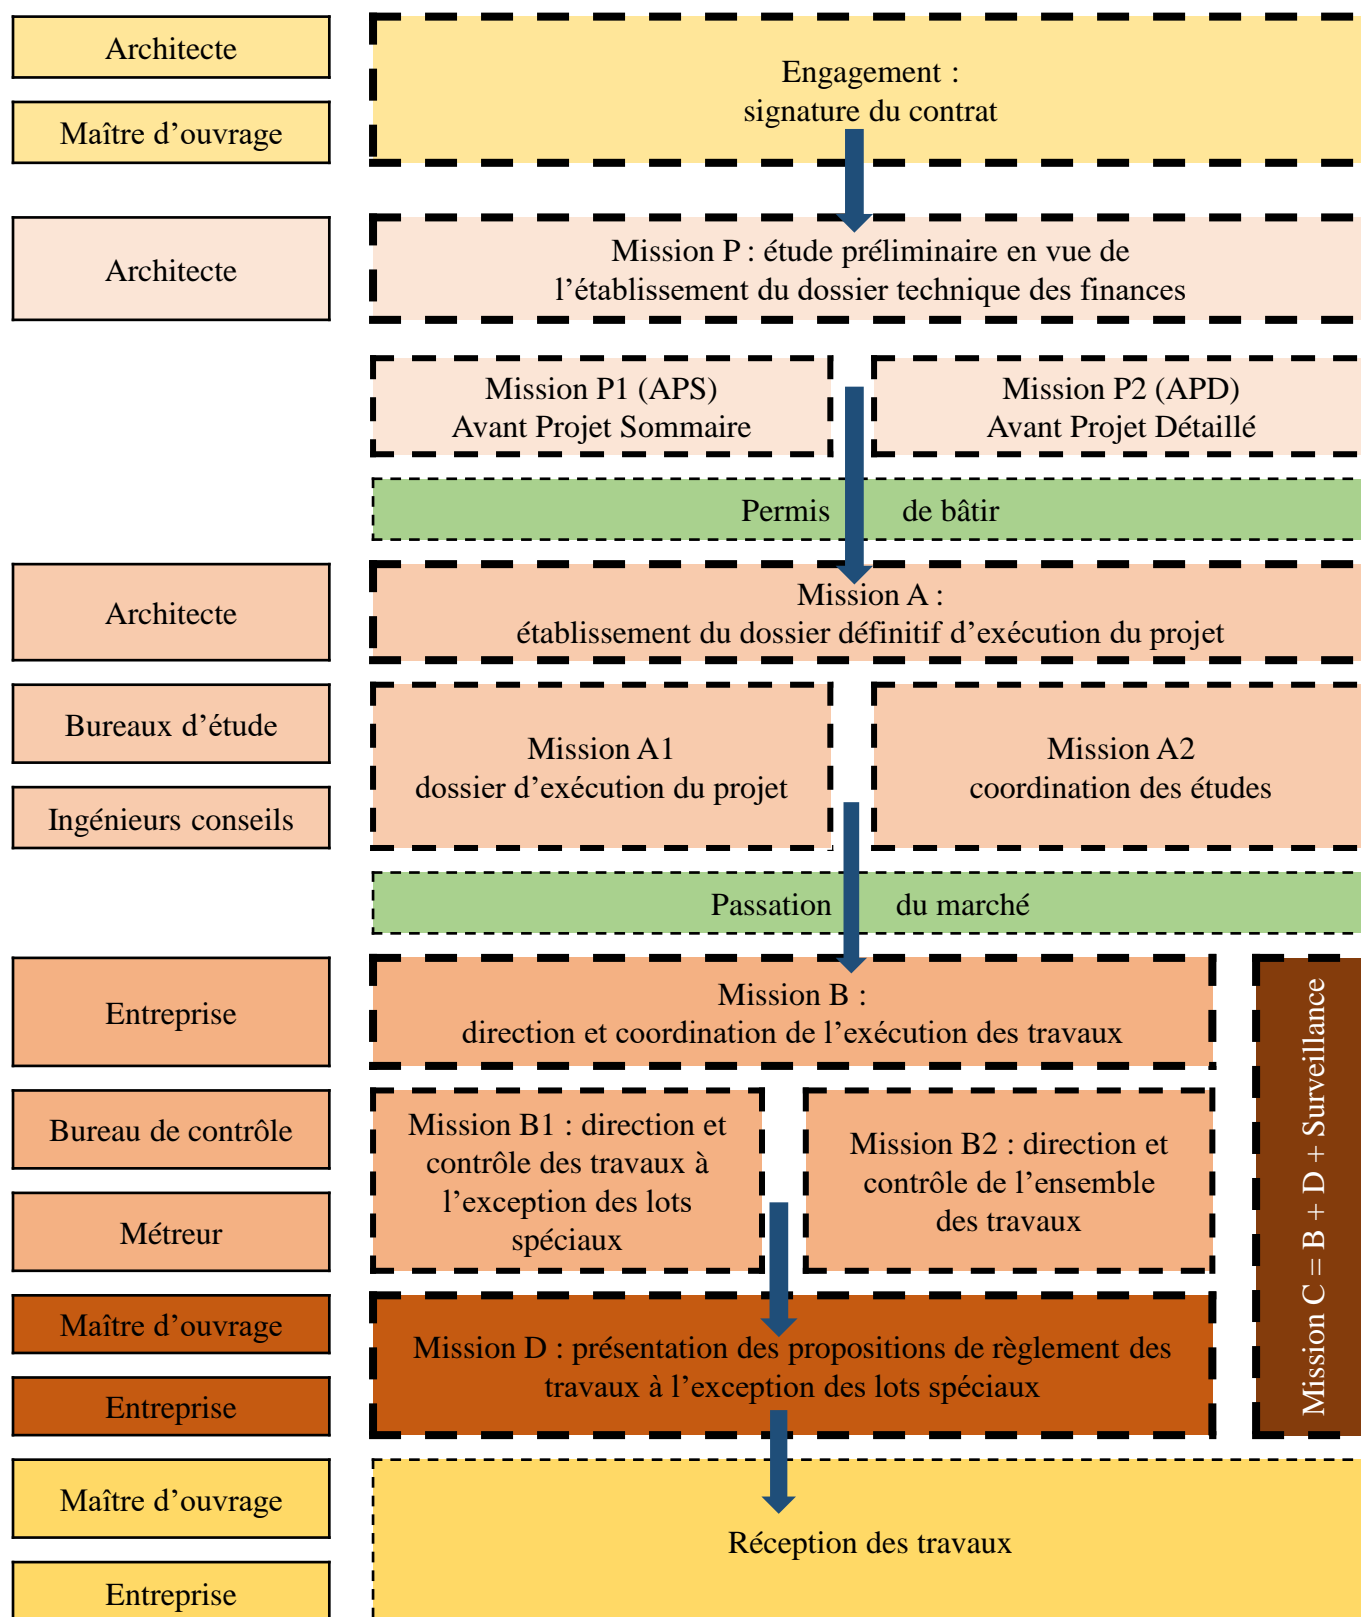 Architecte
Maître d’ouvrage
Engagement :
signature du contrat
Architecte
Mission P : étude préliminaire en vue de
l’établissement du dossier technique des finances
Mission P1 (APS)
Avant Projet Sommaire
Mission P2 (APD)
Avant Projet Détaillé
Permis de bâtir
Architecte
Mission A :
établissement du dossier définitif d’exécution du projet
Bureaux d’étude
Ingénieurs conseils
Mission A1
dossier d’exécution du projet
Mission A2
coordination des études
Passation du marché
Entreprise
Mission B :
direction et coordination de l’exécution des travaux
Bureau de contrôle
Métreur
Mission B1 : direction et
contrôle des travaux à
l’exception des lots
spéciaux
Mission B2 : direction et
contrôle de l’ensemble
des travaux
Mission C = B + D + Surveillance
Maître d’ouvrage
Entreprise
Mission D : présentation des propositions de règlement des
travaux à l’exception des lots spéciaux
Maître d’ouvrage
Entreprise
Réception des travaux